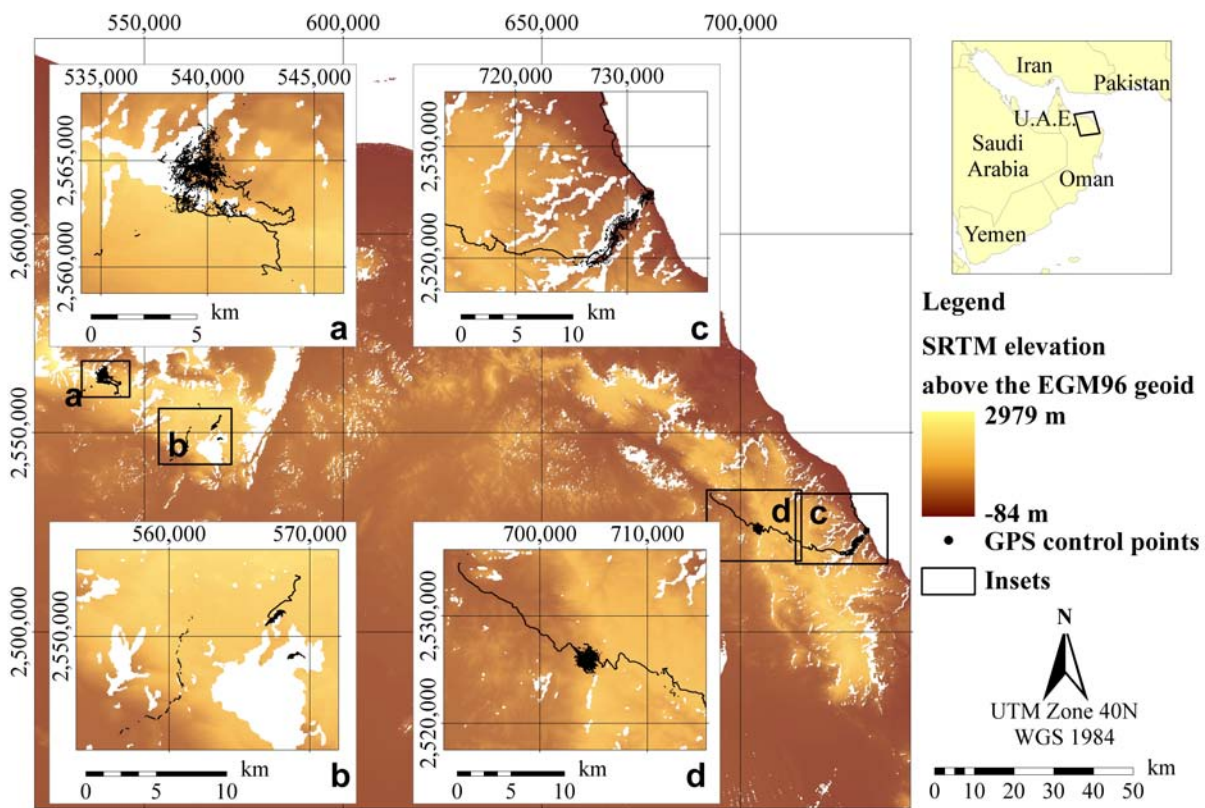 550,000 600,000 650,000 700,000
535,000 540,000 545,000
2,565,000
2,560,000
km
0 5
a
720,000 730,000
2,530,000
2,520,000
km
0 10
c
2,600,000
2,550,000
2,500,000
a
b
d
c
560,000 570,000
2,550,000
km
0 5 10
b
700,000 710,000
2,530,000
2,520,000
km
0 5 10
d
Iran
Pakistan
U.A.E.
Saudi
Arabia
Oman
Yemen
Legend
SRTM elevation
above the EGM96 geoid
2979 m
-84 m
GPS control points
Insets
N
UTM Zone 40N
WGS 1984
km
0 10 20 30 40 50